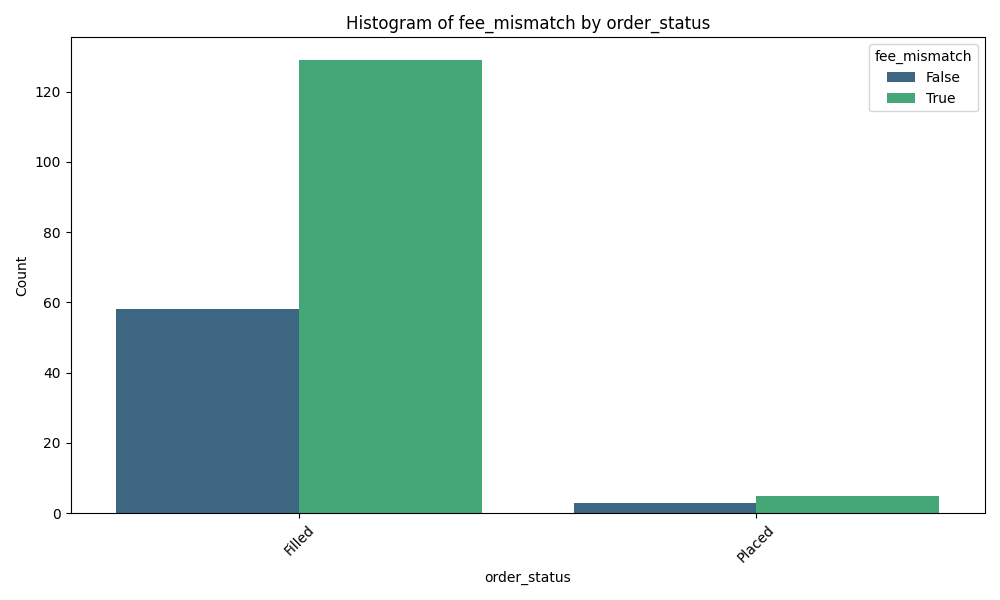 Histogram of fee_mismatch by order_status
fee_mismatch
False
True
120
100
80
60
40
20
0
Count
Filled
Placed
order_status